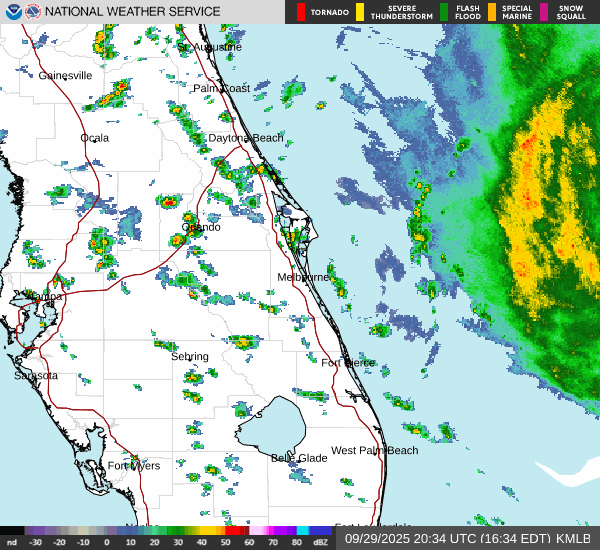 NATIONAL WEATHER SERVICE
TORNADO
SEVERE
THUNDERSTORM
FLASH
FLOOD
SPECIAL
MARINE
SNOW
SQUALL
St. Augustine
Gainesville
Palm Coast
Ocala
Daytona Beach
Orlando
Melbourne
Tampa
Sebring
Fort Pierce
Sarasota
West Palm Beach
Belle Glade
Fort Myers
Fort Lauderdale
nd -30 -20 -10 0 10 20 30 40 50 60 70 80 dBZ
09/29/2025 20:34 UTC (16:34 EDT) KMLB